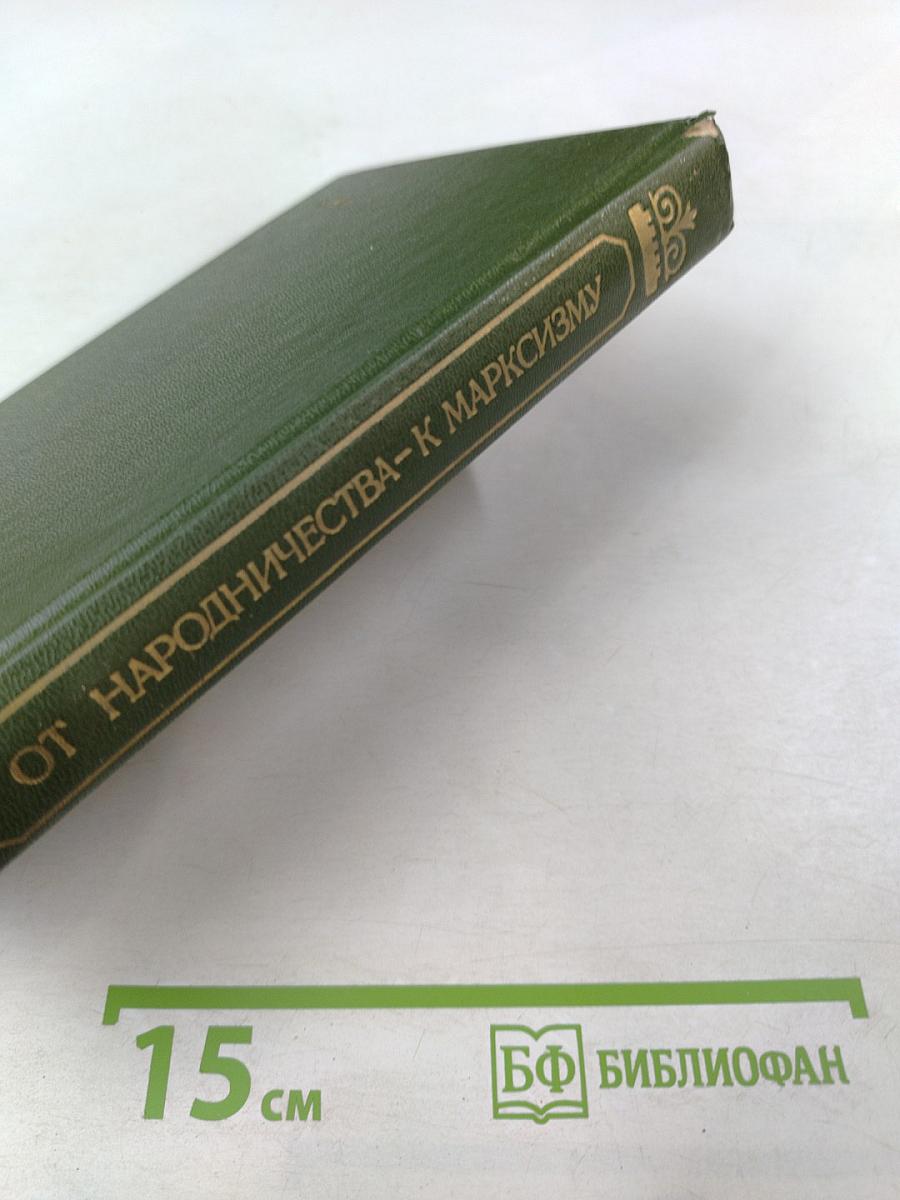 ОТ НАРОДНИЧЕСТВА – К МАРКСИЗМУ
15 см
БФ БИБЛИОФАН